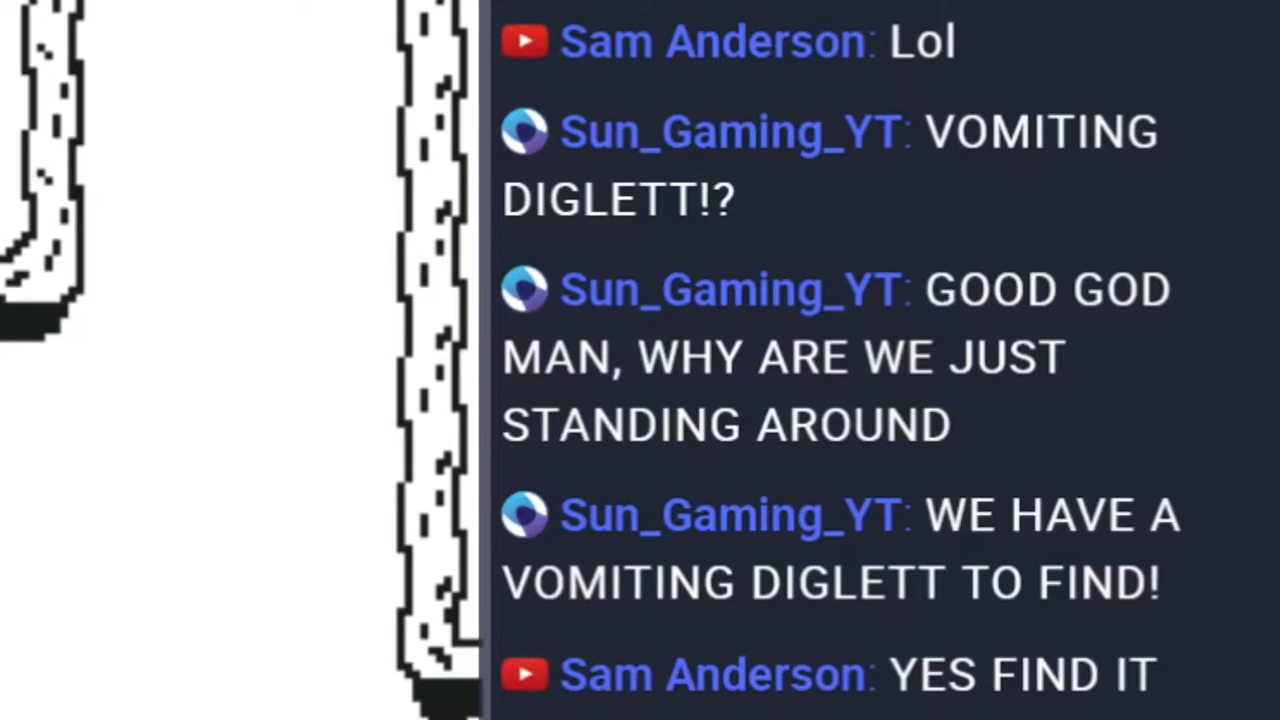 Sam Anderson: Lol
Sun_Gaming_YT: VOMITING
DIGLETT!?
Sun_Gaming_YT: GOOD GOD
MAN, WHY ARE WE JUST
STANDING AROUND
Sun_Gaming_YT: WE HAVE A
VOMITING DIGLETT TO FIND!
Sam Anderson: YES FIND IT